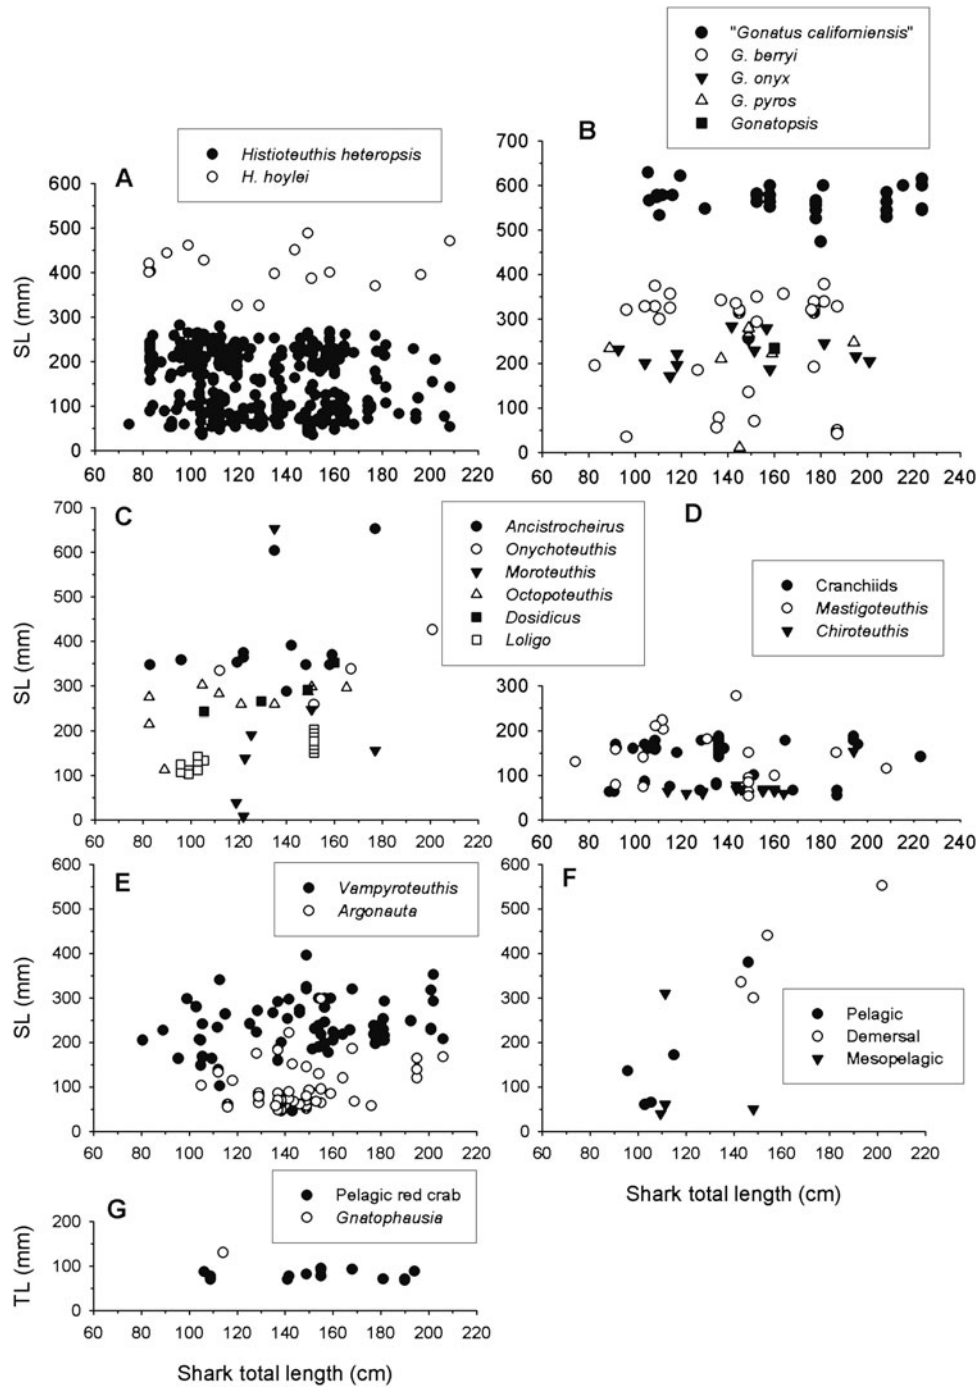 "Gonatus californiensis"
G. berryi
G. onyx
G. pyros
Gonatopsis
Histioteuthis heteropsis
H. hoylei
A
600
500
400
300
200
100
0
SL (mm)
60 80 100 120 140 160 180 200 220
B
700
600
500
400
300
200
100
0
60 80 100 120 140 160 180 200 220 240
C
700
600
500
400
300
200
100
0
SL (mm)
60 80 100 120 140 160 180 200 220
Ancistrocheirus
Onychoteuthis
Moroteuthis
Octopoteuthis
Dosidicus
Loligo
D
Cranchiids
Mastigoteuthis
Chiroteuthis
300
200
100
0
60 80 100 120 140 160 180 200 220 240
E
Vampyroteuthis
Argonauta
600
500
400
300
200
100
0
SL (mm)
60 80 100 120 140 160 180 200 220
F
600
500
400
300
200
100
0
Pelagic
Demersal
Mesopelagic
60 80 100 120 140 160 180 200 220
Shark total length (cm)
G
Pelagic red crab
Gnatophausia
200
100
0
TL (mm)
60 80 100 120 140 160 180 200 220
Shark total length (cm)